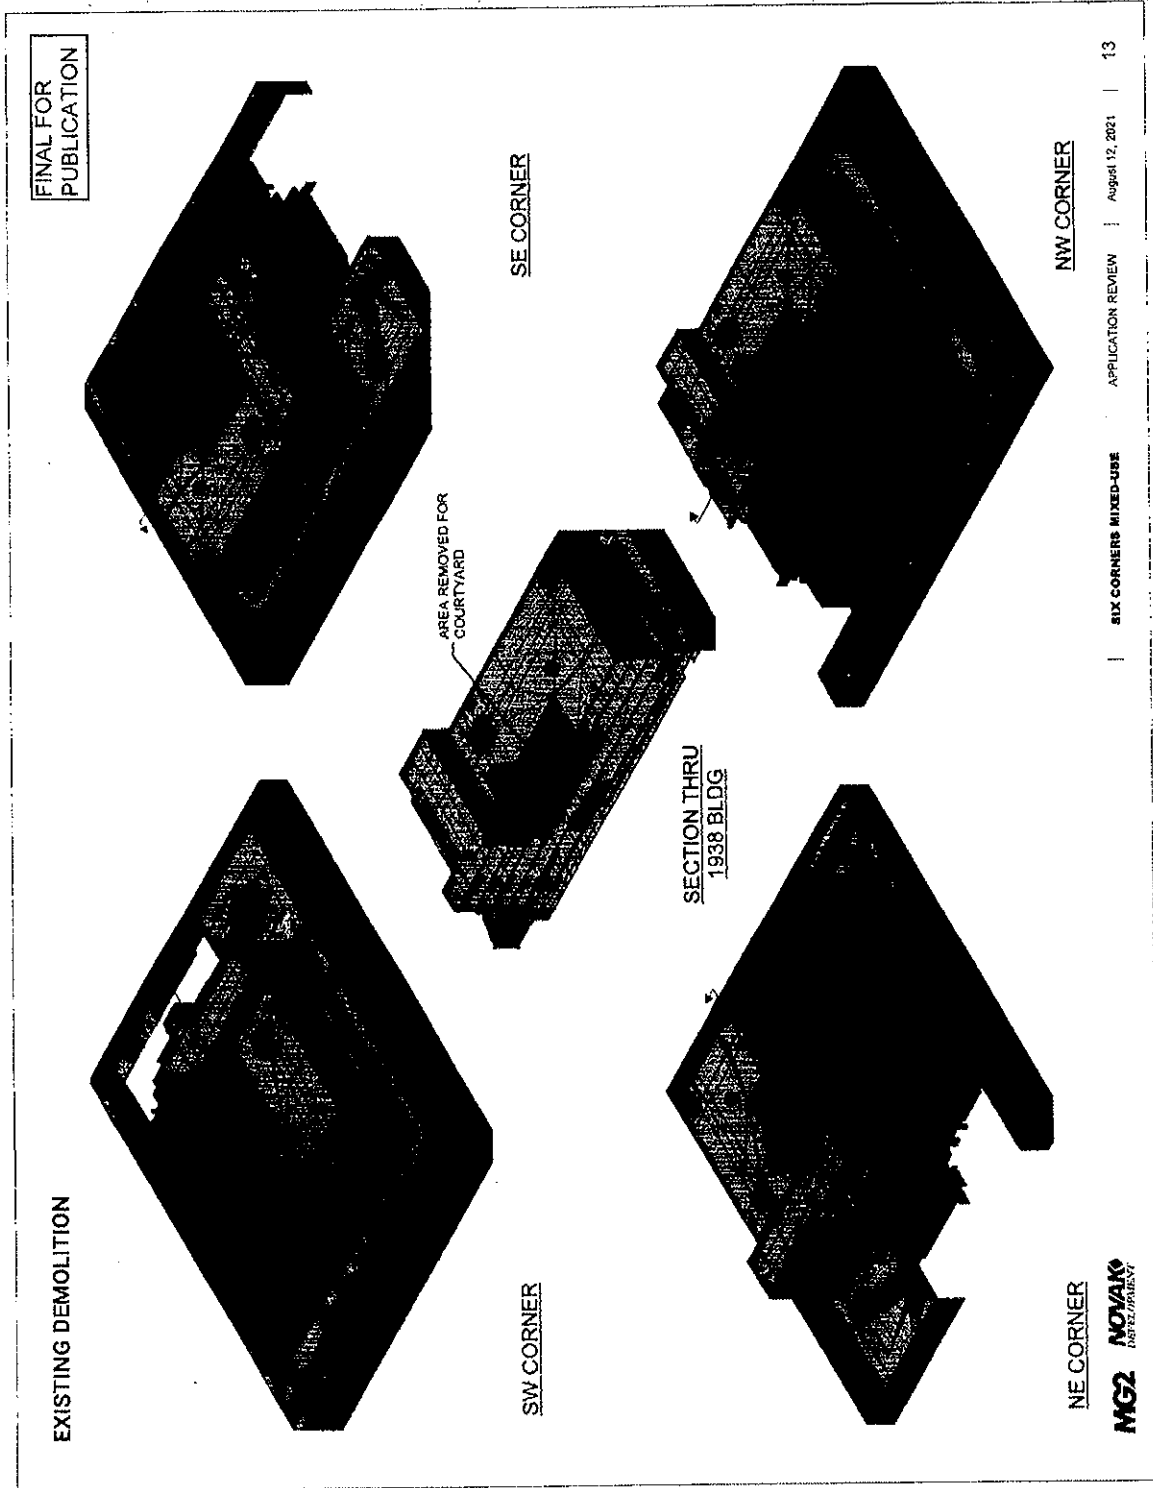 EXISTING DEMOLITION
FINAL FOR
PUBLICATION
SW CORNER
SE CORNER
AREA REMOVED FOR
COURTYARD
SECTION THRU
1938 BLDG
NE CORNER
NW CORNER
MG2 NOVAK DEVELOPMENT | SIX CORNERS MIXED-USE APPLICATION REVIEW | August 12, 2021 | 13